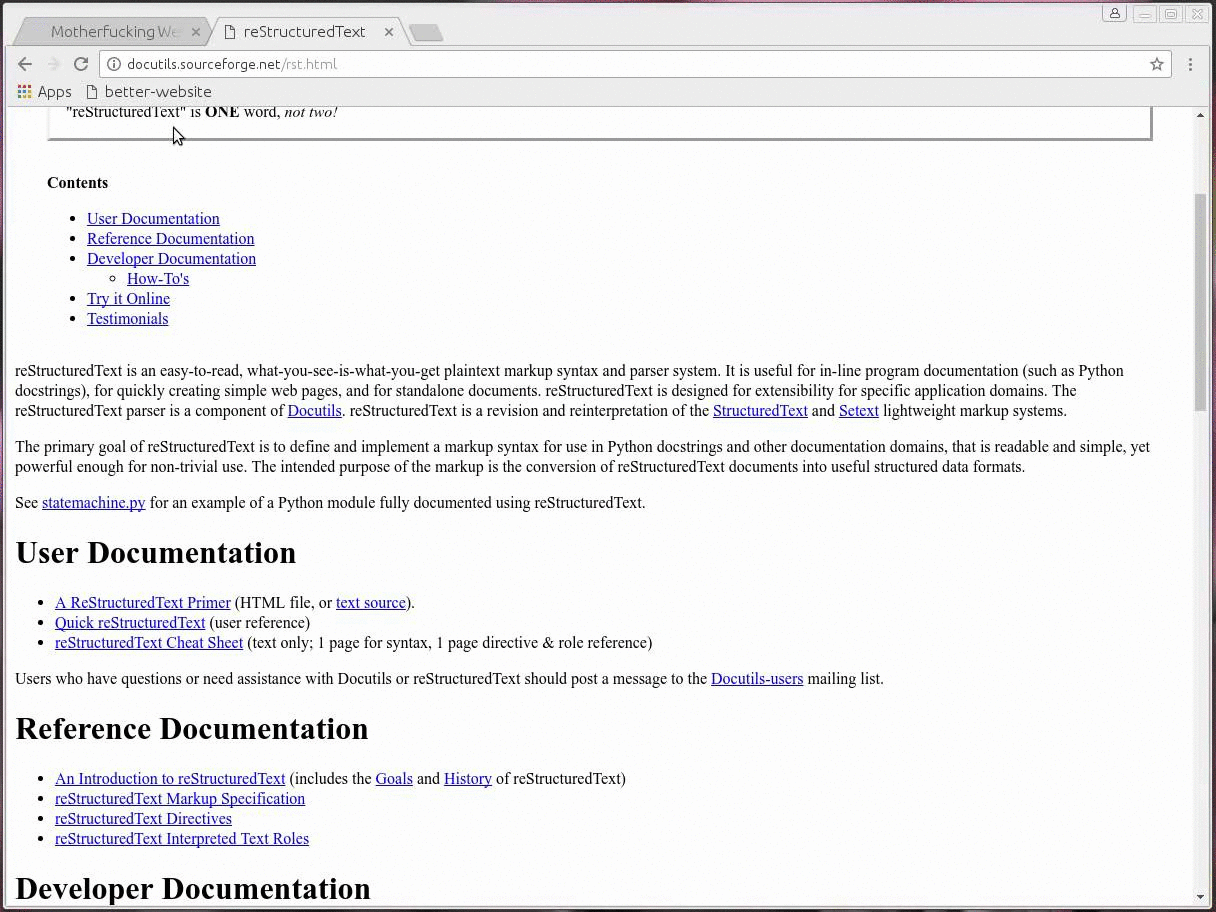 Motherfucking We
reStructuredText
docutils.sourceforge.net/rst.html
Apps better-website
"reStructuredText" is ONE word, not two!
Contents
User Documentation
Reference Documentation
Developer Documentation
How-To's
Try it Online
Testimonials
reStructuredText is an easy-to-read, what-you-see-is-what-you-get plaintext markup syntax and parser system. It is useful for in-line program documentation (such as Python
docstrings), for quickly creating simple web pages, and for standalone documents. reStructuredText is designed for extensibility for specific application domains. The
reStructuredText parser is a component of Docutils. reStructuredText is a revision and reinterpretation of the StructuredText and Setext lightweight markup systems.
The primary goal of reStructuredText is to define and implement a markup syntax for use in Python docstrings and other documentation domains, that is readable and simple, yet
powerful enough for non-trivial use. The intended purpose of the markup is the conversion of reStructuredText documents into useful structured data formats.
See statemachine.py for an example of a Python module fully documented using reStructuredText.
User Documentation
A ReStructuredText Primer (HTML file, or text source).
Quick reStructuredText (user reference)
reStructuredText Cheat Sheet (text only; 1 page for syntax, 1 page directive & role reference)
Users who have questions or need assistance with Docutils or reStructuredText should post a message to the Docutils-users mailing list.
Reference Documentation
An Introduction to reStructuredText (includes the Goals and History of reStructuredText)
reStructuredText Markup Specification
reStructuredText Directives
reStructuredText Interpreted Text Roles
Developer Documentation